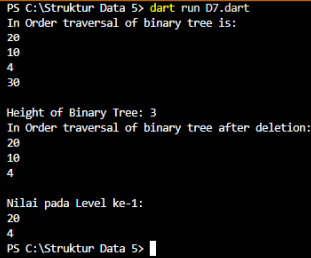 PS C:\Struktur Data 5> dart run D7.dart
In Order traversal of binary tree is:
20
10
4
30
Height of Binary Tree: 3
In Order traversal of binary tree after deletion:
20
10
4
Nilai pada Level ke-1:
20
4
PS C:\Struktur Data 5>